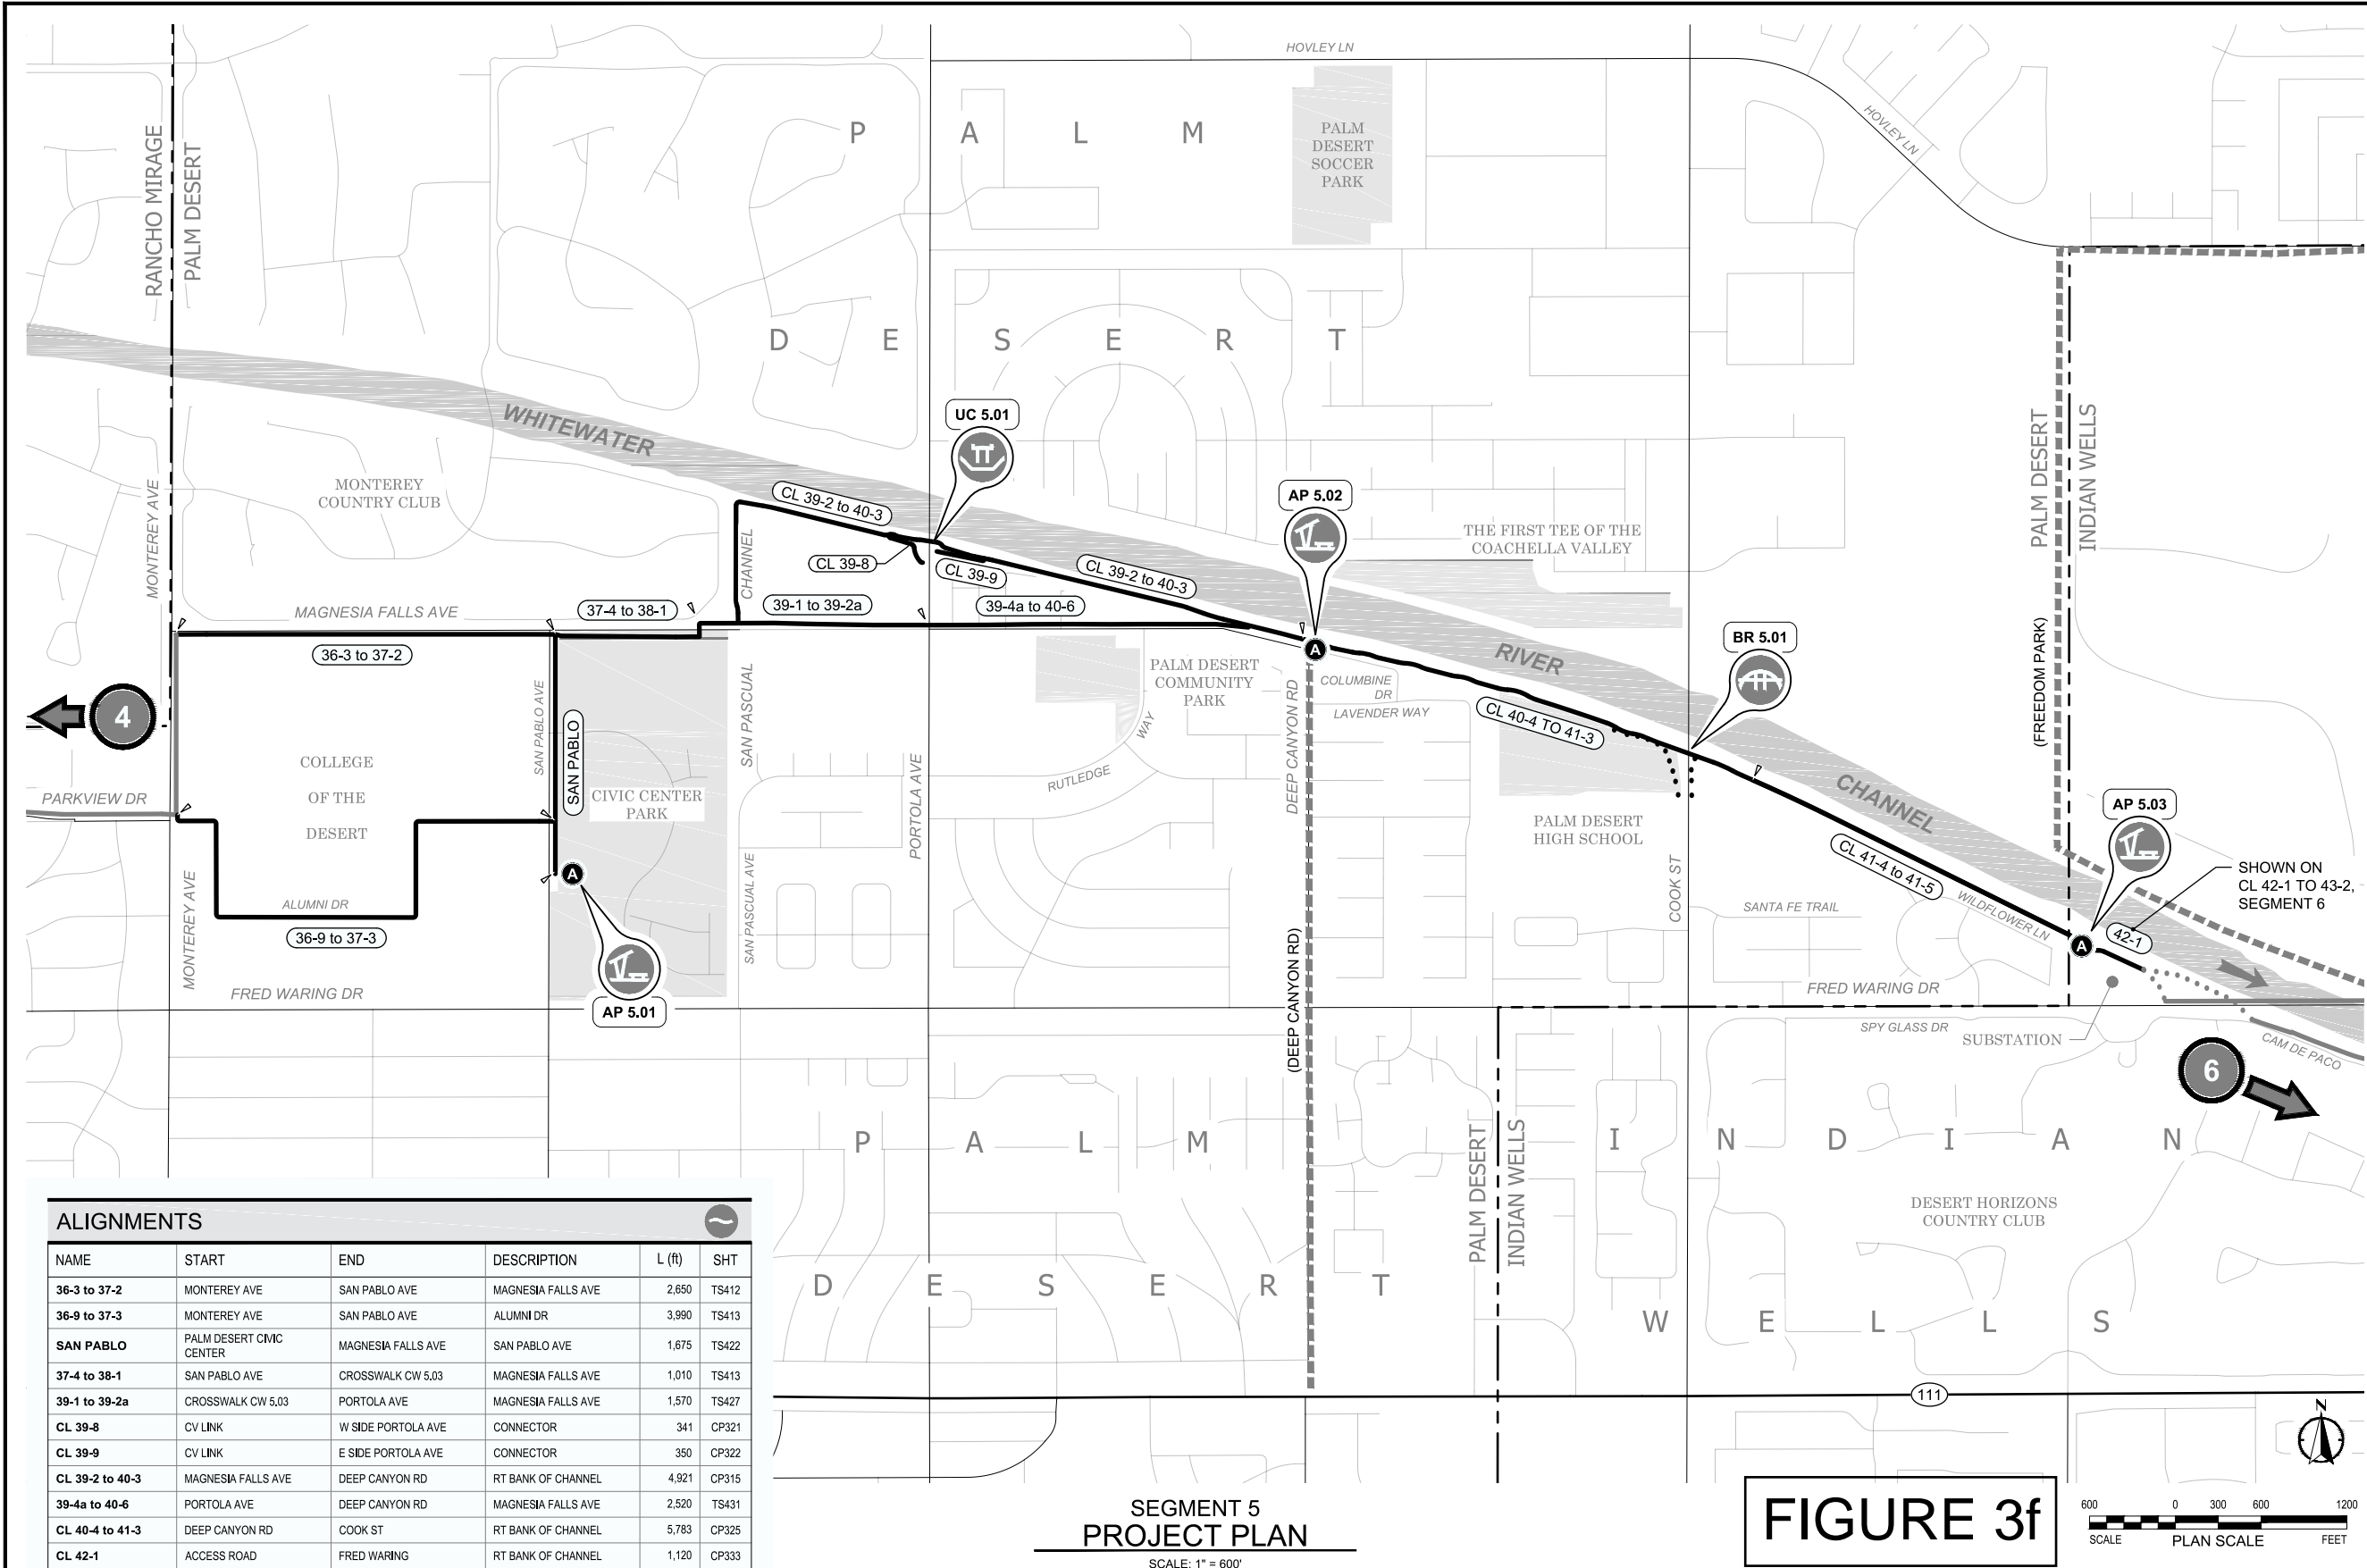 HOVLEY LN
HOVLEY LN
RANCHO MIRAGE
PALM DESERT
P A L M
PALM
DESERT
SOCCER
PARK
D E S E R T
WHITEWATER
UC 5.01
MONTEREY
COUNTRY CLUB
MONTERREY AVE
CL 39-2 to 40-3
AP 5.02
THE FIRST TEE OF THE
COACHELLA VALLEY
PALM DESERT
INDIAN WELLS
CHANNEL
CL 39-8
CL 39-9
CL 39-2 to 40-3
MAGNESIA FALLS AVE
37-4 to 38-1
39-1 to 39-2a
39-4a to 40-6
36-3 to 37-2
BR 5.01
RIVER
(FREEDOM PARK)
4
SAN PABLO AVE
SAN PABLO
SAN PASCUAL
PALM DESERT
COMMUNITY
PARK
A
COLUMBINE
DR
LAVENDER WAY
CL 40-4 TO 41-3
DEEP CANYON RD
WAY
RUTLEDGE
PORTOLA AVE
COLLEGE
OF THE
DESERT
CIVIC CENTER
PARK
PARKVIEW DR
CHANNEL
AP 5.03
PALM DESERT
HIGH SCHOOL
COOK ST
CL 41-4 to 41-5
SHOWN ON
CL 42-1 TO 43-2,
SEGMENT 6
A
MONTEREY AVE
ALUMNI DR
36-9 to 37-3
SAN PASCUAL AVE
SANTA FE TRAIL
WILDFLOWER LN
A
42-1
FRED WARING DR
AP 5.01
(DEEP CANYON RD)
FRED WARING DR
SPY GLASS DR
SUBSTATION
CAM DE PACO
6
P A L M
PALM DESERT
INDIAN WELLS
I N D I A N
DESERT HORIZONS
COUNTRY CLUB
D E S E R T
W E L L S
111
ALIGNMENTS
NAME START END DESCRIPTION L (ft) SHT
36-3 to 37-2 MONTEREY AVE SAN PABLO AVE MAGNESIA FALLS AVE 2,650 TS412
36-9 to 37-3 MONTEREY AVE SAN PABLO AVE ALUMNI DR 3,990 TS413
SAN PABLO PALM DESERT CIVIC CENTER MAGNESIA FALLS AVE SAN PABLO AVE 1,675 TS422
37-4 to 38-1 SAN PABLO AVE CROSSWALK CW 5.03 MAGNESIA FALLS AVE 1,010 TS413
39-1 to 39-2a CROSSWALK CW 5.03 PORTOLA AVE MAGNESIA FALLS AVE 1,570 TS427
CL 39-8 CV LINK W SIDE PORTOLA AVE CONNECTOR 341 CP321
CL 39-9 CV LINK E SIDE PORTOLA AVE CONNECTOR 350 CP322
CL 39-2 to 40-3 MAGNESIA FALLS AVE DEEP CANYON RD RT BANK OF CHANNEL 4,921 CP315
39-4a to 40-6 PORTOLA AVE DEEP CANYON RD MAGNESIA FALLS AVE 2,520 TS431
CL 40-4 to 41-3 DEEP CANYON RD COOK ST RT BANK OF CHANNEL 5,783 CP325
CL 42-1 ACCESS ROAD FRED WARING RT BANK OF CHANNEL 1,120 CP333
SEGMENT 5
PROJECT PLAN
SCALE: 1" = 600'
FIGURE 3f
N
600 0 300 600 1200
SCALE PLAN SCALE FEET